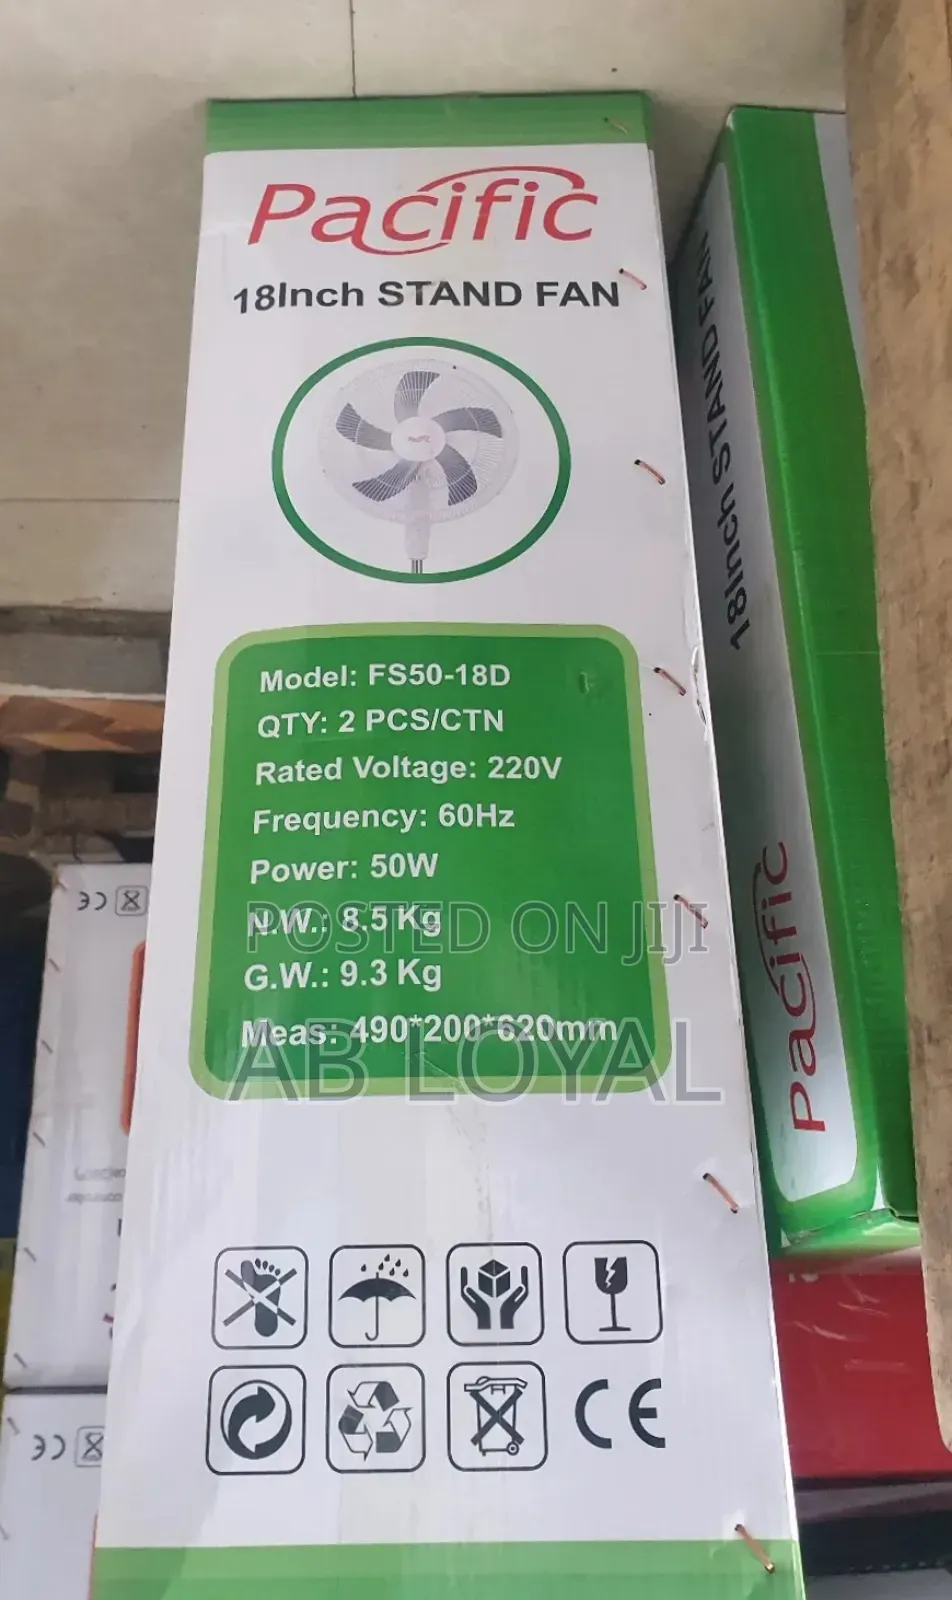 Pacific
18Inch STAND FAN
Model: FS50-18D
QTY: 2 PCS/CTN
Rated Voltage: 220V
Frequency: 60Hz
Power: 50W
N.W.: 8.5 Kg
G.W.: 9.3 Kg
Meas: 490*200*620mm
POSTED ON JIJI
AB LOYAL
CE
18Inch STAND FAN
Pacific
CE
CE